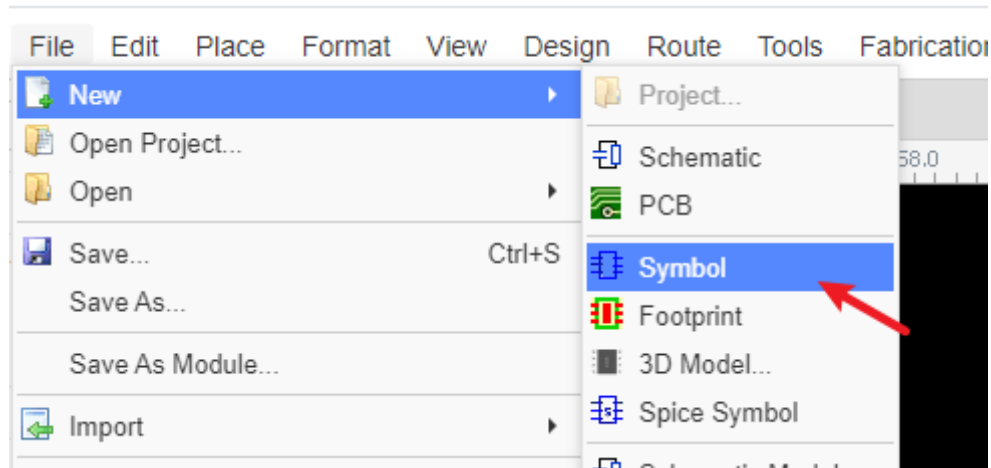 File Edit Place Format View Design Route Tools Fabrication
New
Project...
Open Project...
Schematic
58.0
Open
PCB
Save... Ctrl+S
Symbol
Save As...
Footprint
Save As Module...
3D Model...
Import
Spice Symbol